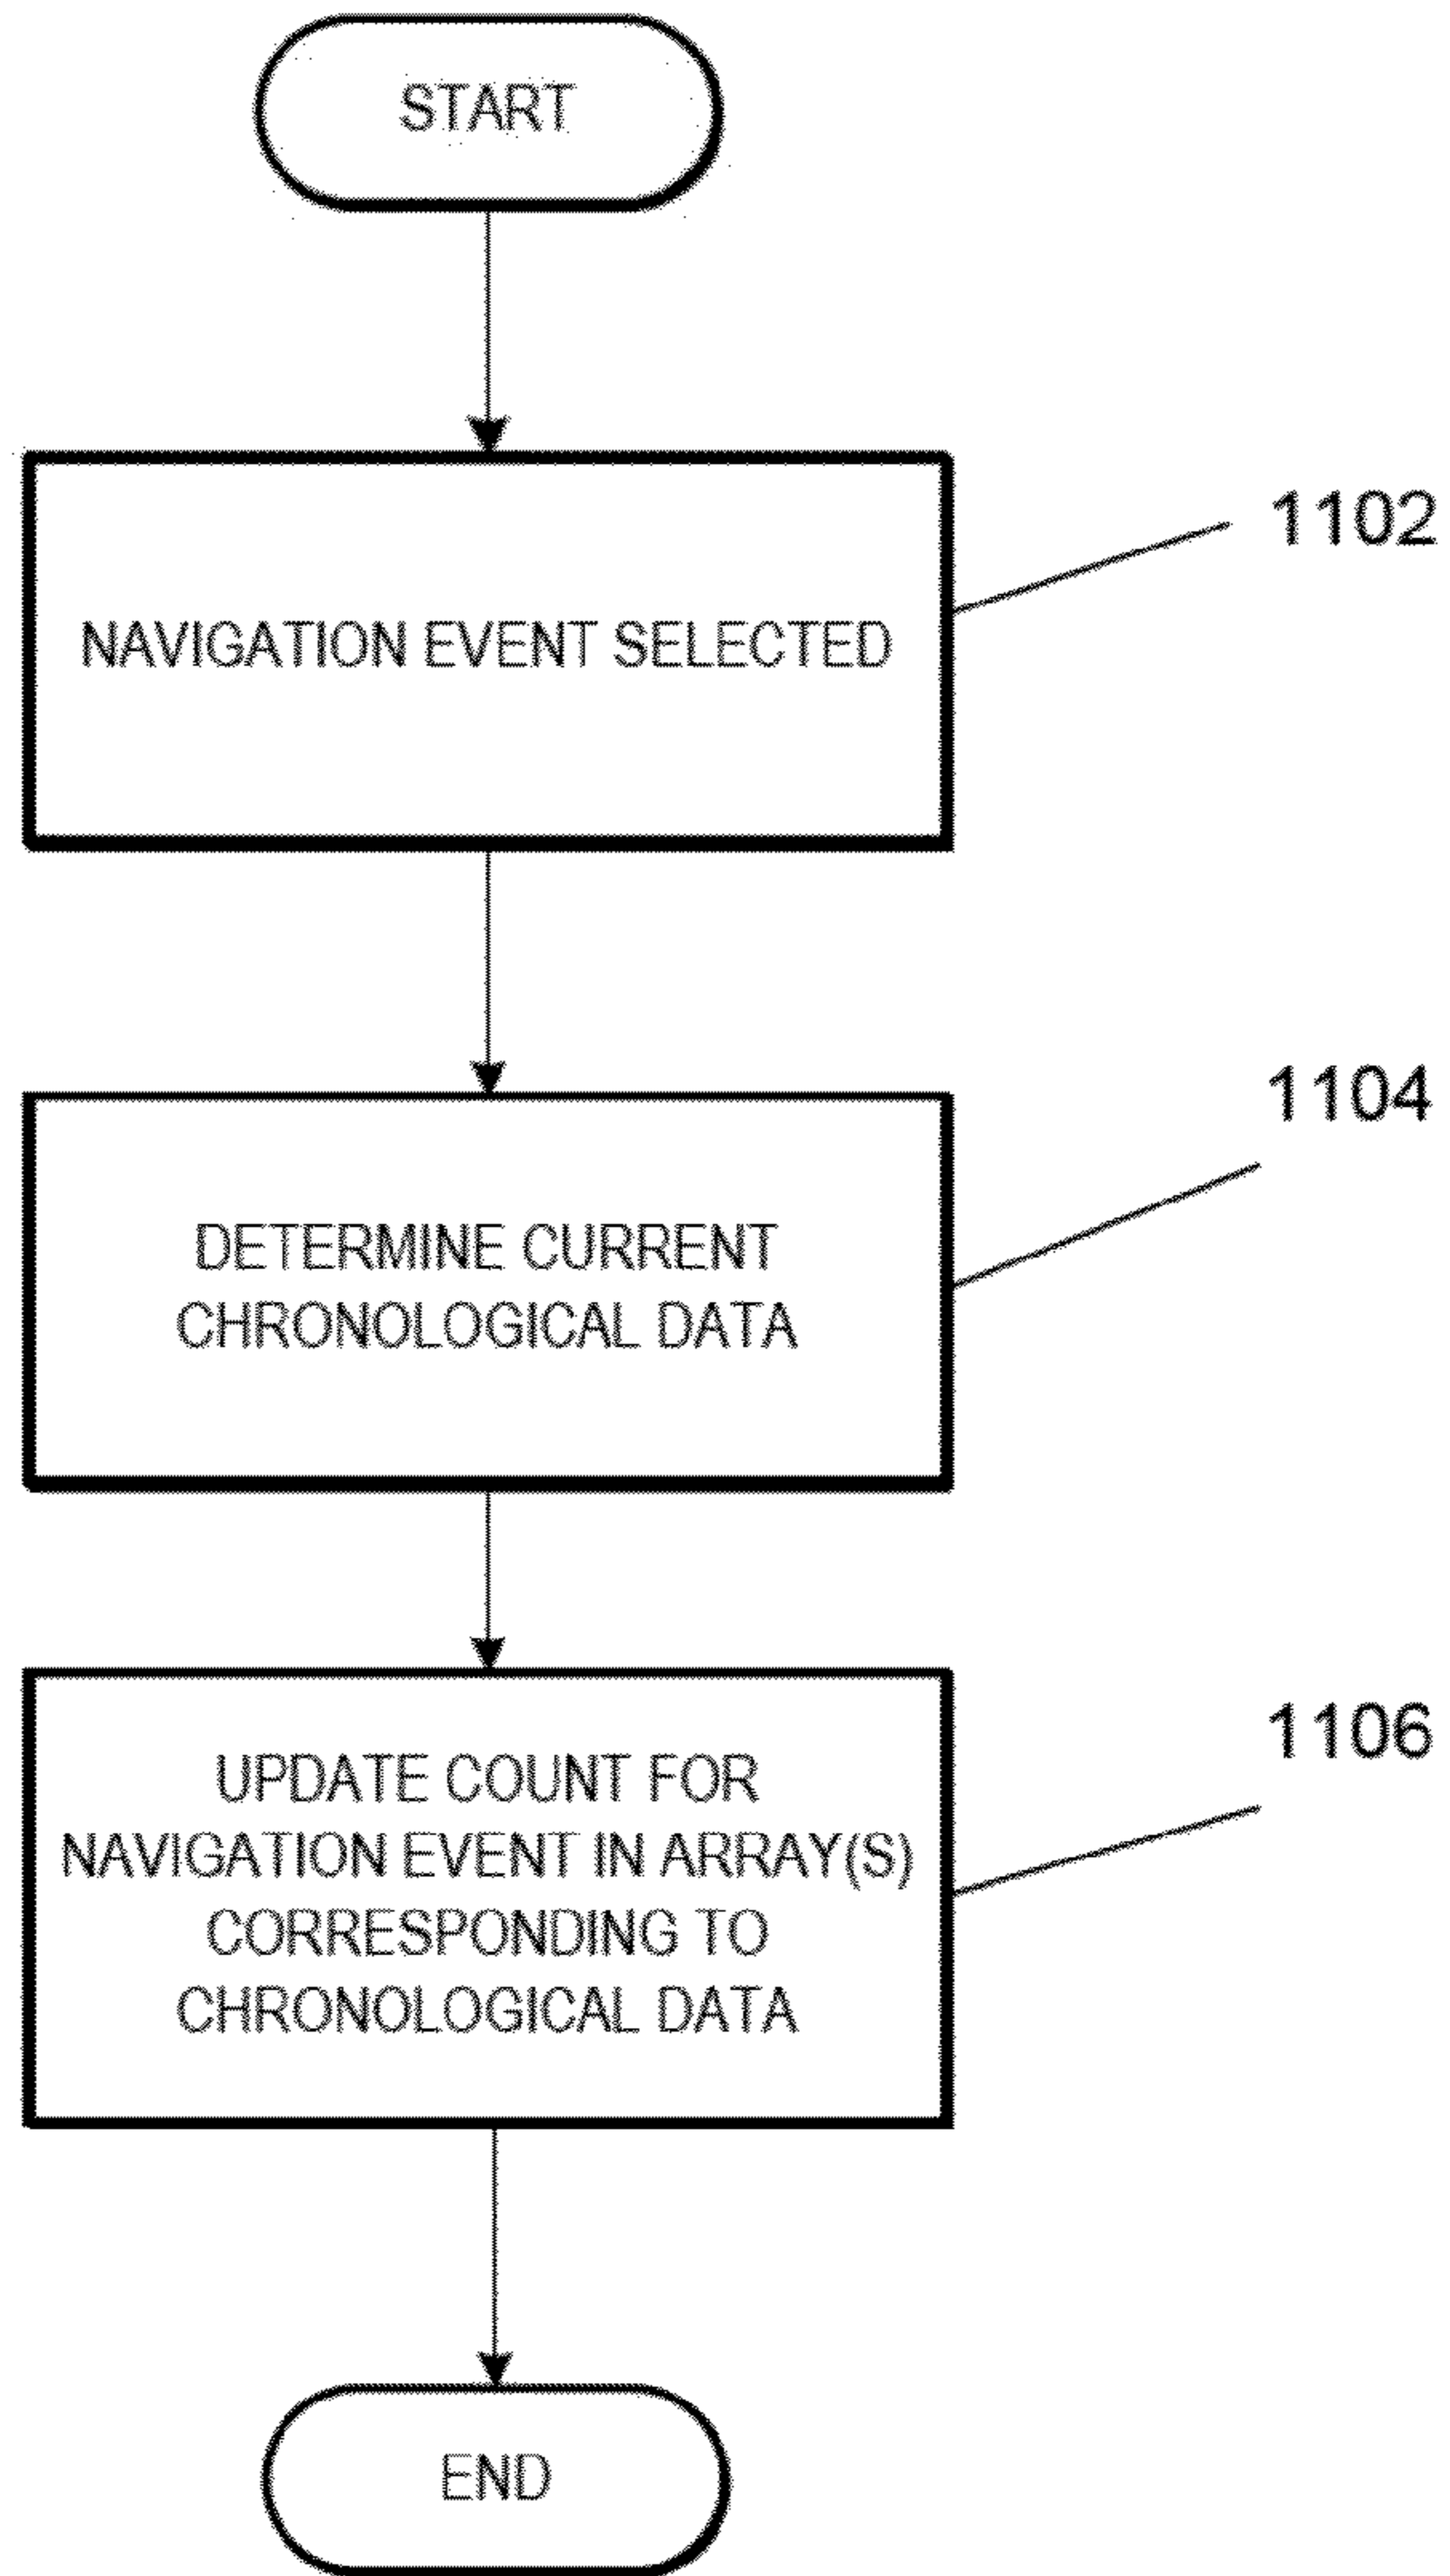 START
1102
NAVIGATION EVENT SELECTED
1104
DETERMINE CURRENT
CHRONOLOGICAL DATA
1106
UPDATE COUNT FOR
NAVIGATION EVENT IN ARRAY(S)
CORRESPONDING TO
CHRONOLOGICAL DATA
END